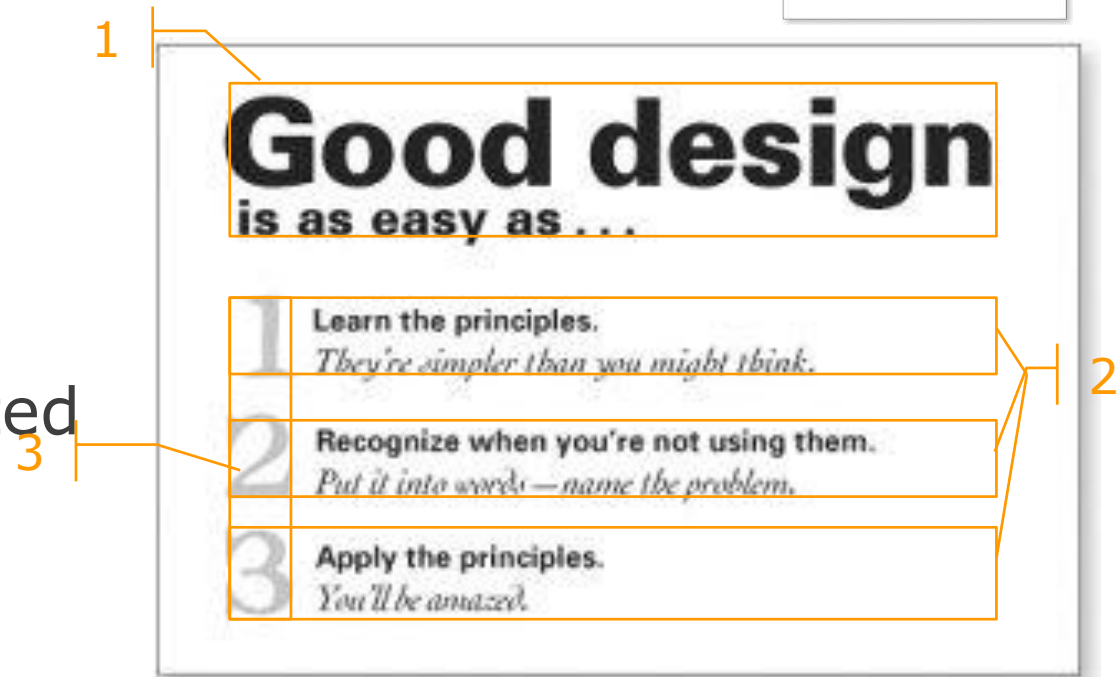 1
Good design
is as easy as . . .
1 Learn the principles.
They're simpler than you might think.
2
ed
2 Recognize when you're not using them.
3
Put it into words—name the problem.
3 Apply the principles.
You'll be amazed.